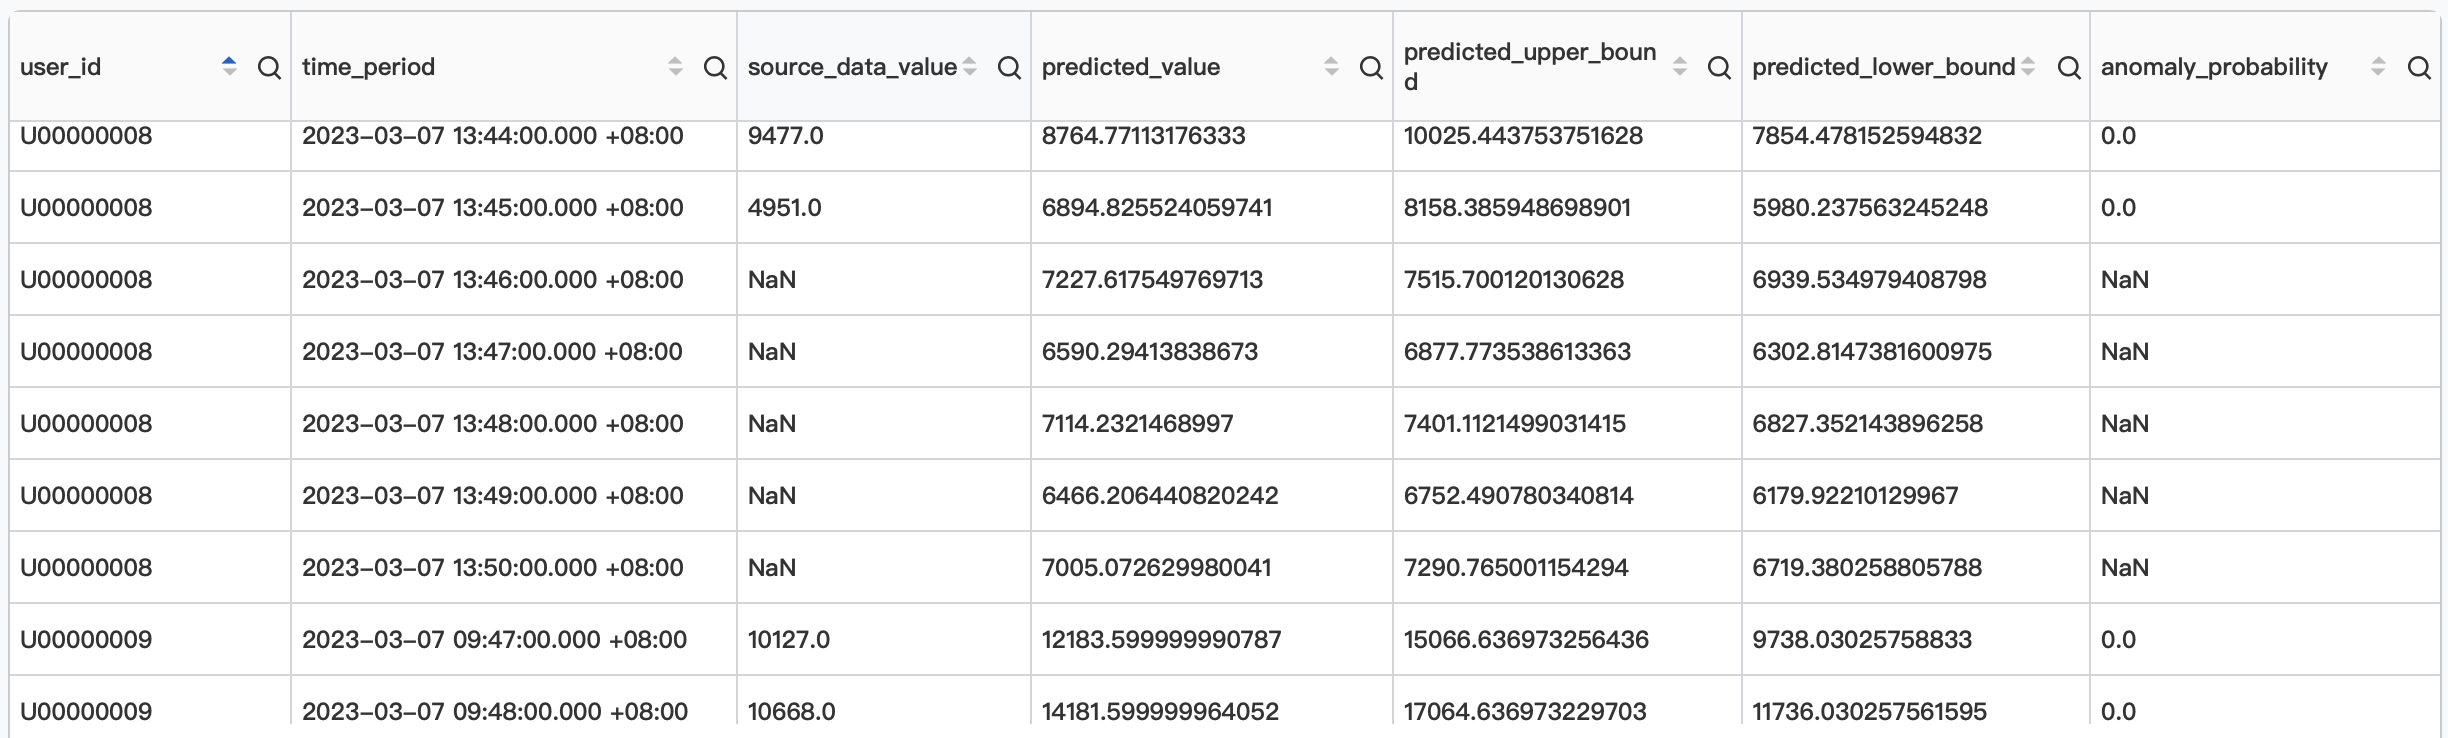 user_id time_period source_data_value predicted_value predicted_upper_boun
d predicted_lower_bound anomaly_probability
U00000008 2023-03-07 13:44:00.000 +08:00 9477.0 8764.77113176333 10025.443753751628 7854.478152594832 0.0
U00000008 2023-03-07 13:45:00.000 +08:00 4951.0 6894.825524059741 8158.385948698901 5980.237563245248 0.0
U00000008 2023-03-07 13:46:00.000 +08:00 NaN 7227.617549769713 7515.700120130628 6939.534979408798 NaN
U00000008 2023-03-07 13:47:00.000 +08:00 NaN 6590.29413838673 6877.773538613363 6302.8147381600975 NaN
U00000008 2023-03-07 13:48:00.000 +08:00 NaN 7114.2321468997 7401.1121499031415 6827.352143896258 NaN
U00000008 2023-03-07 13:49:00.000 +08:00 NaN 6466.206440820242 6752.490780340814 6179.92210129967 NaN
U00000008 2023-03-07 13:50:00.000 +08:00 NaN 7005.072629980041 7290.765001154294 6719.380258805788 NaN
U00000009 2023-03-07 09:47:00.000 +08:00 10127.0 12183.599999990787 15066.636973256436 9738.03025758833 0.0
U00000009 2023-03-07 09:48:00.000 +08:00 10668.0 14181.599999964052 17064.636973229703 11736.030257561595 0.0